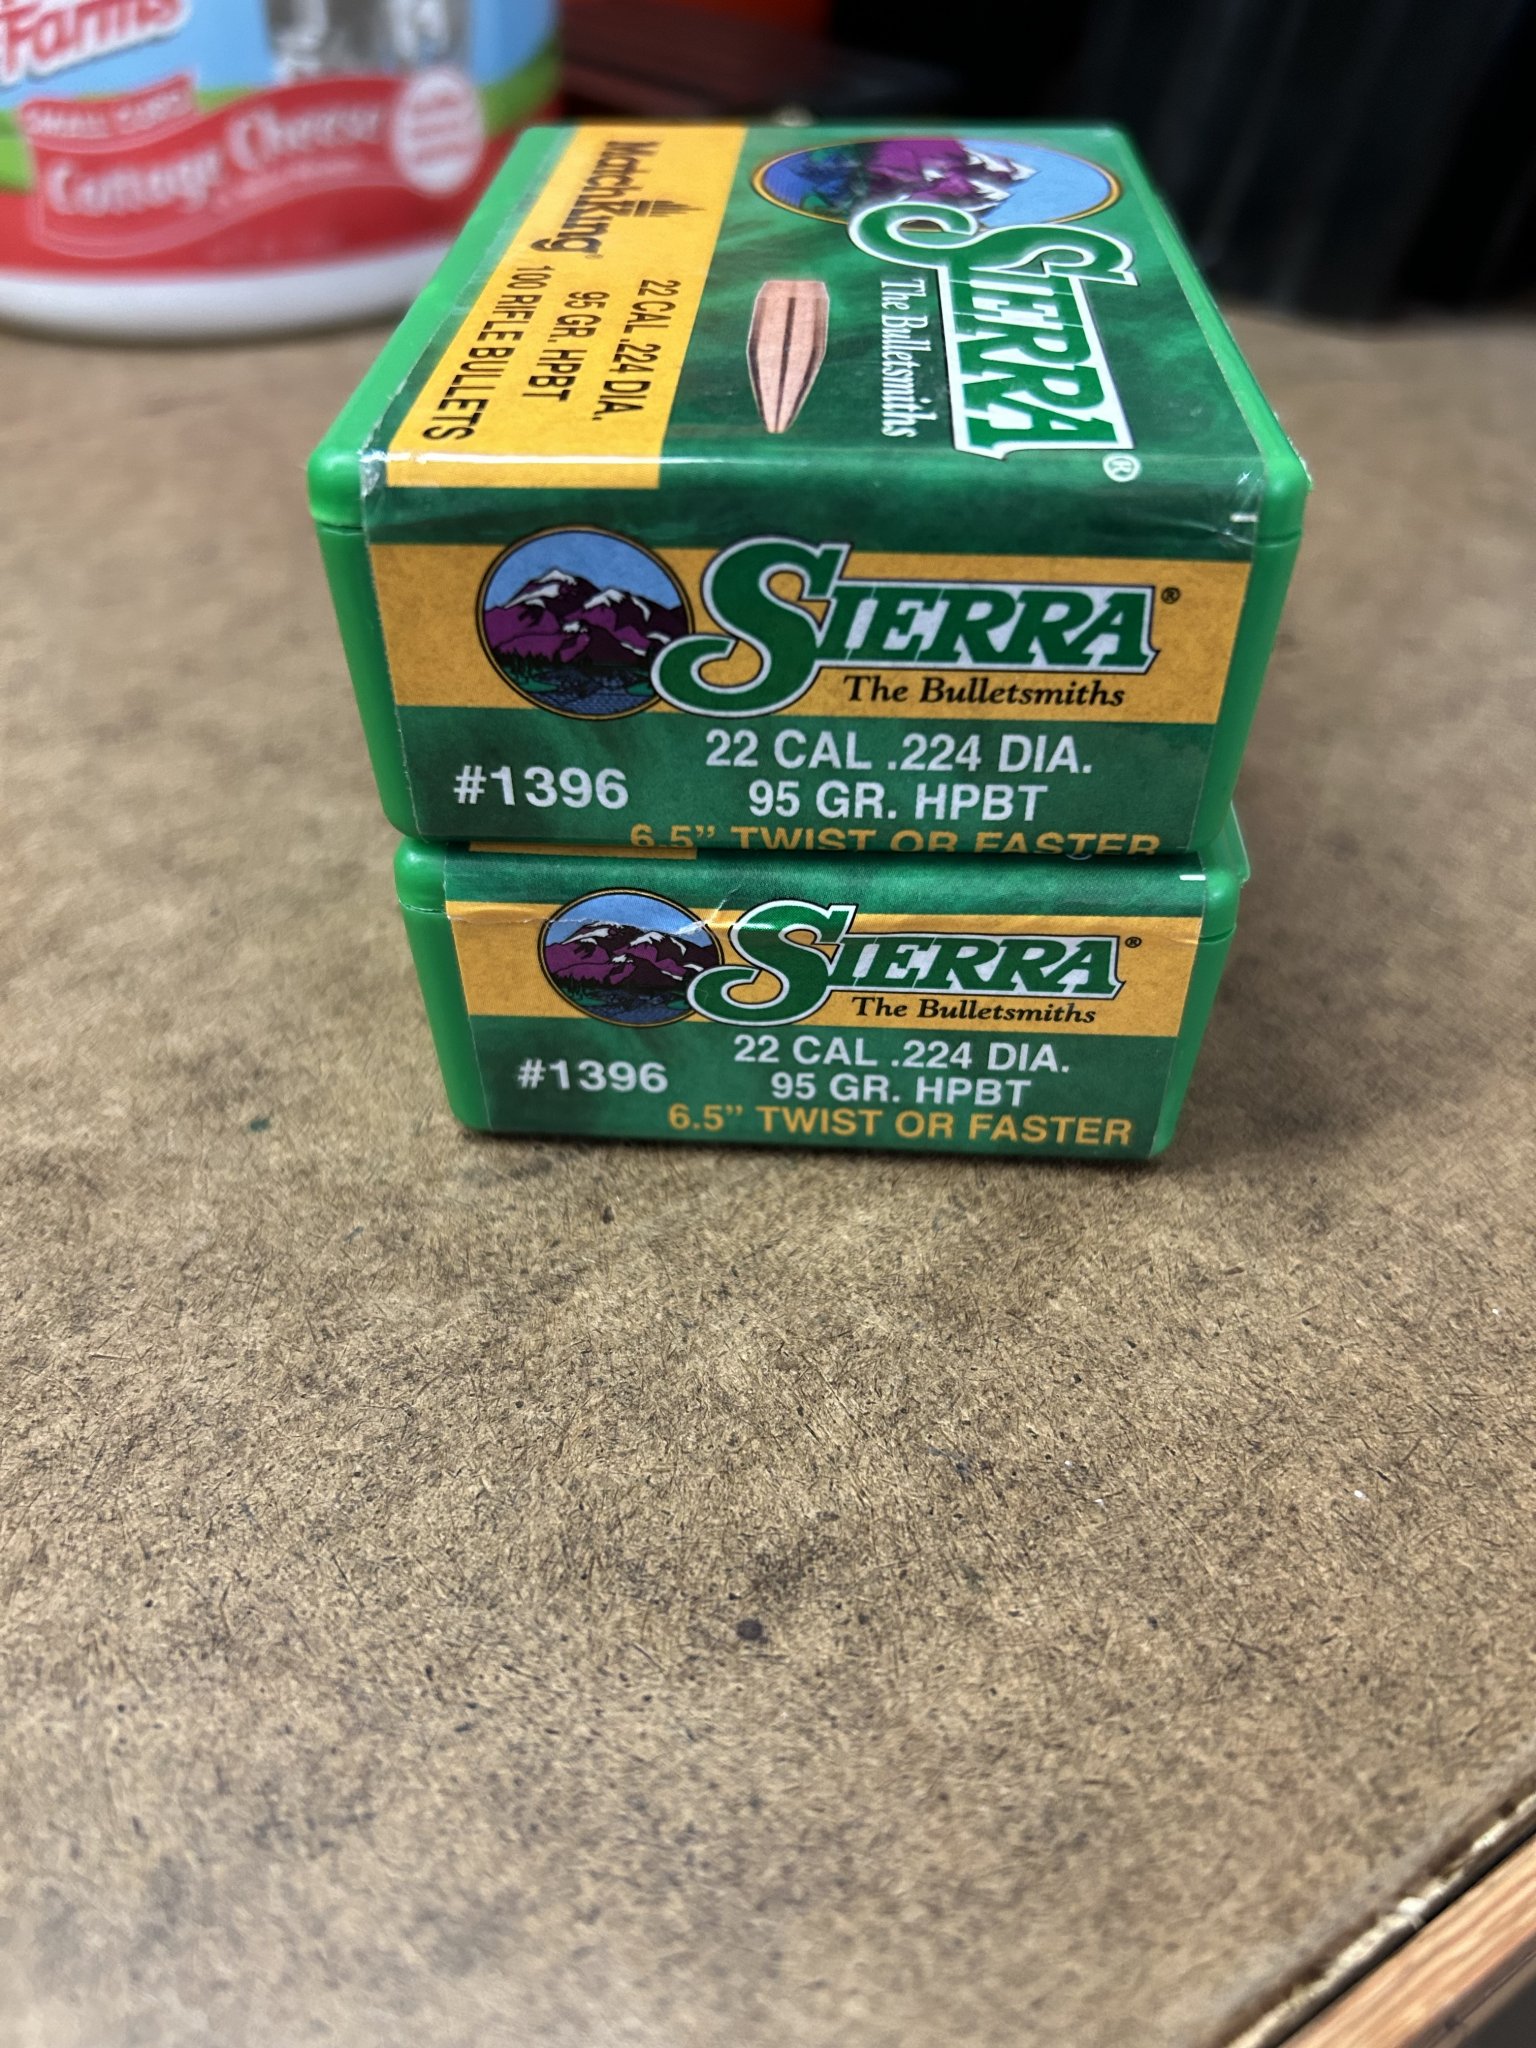 Farms
SMALL CURD
Cottage Cheese
MatchKing®
22 CAL .224 DIA.
95 GR. HPBT
100 RIFLE BULLETS
SIERRA®
The Bulletsmiths
SIERRA®
The Bulletsmiths
#1396
22 CAL .224 DIA.
95 GR. HPBT
6.5” TWIST OR FASTER
SIERRA®
The Bulletsmiths
#1396
22 CAL .224 DIA.
95 GR. HPBT
6.5” TWIST OR FASTER